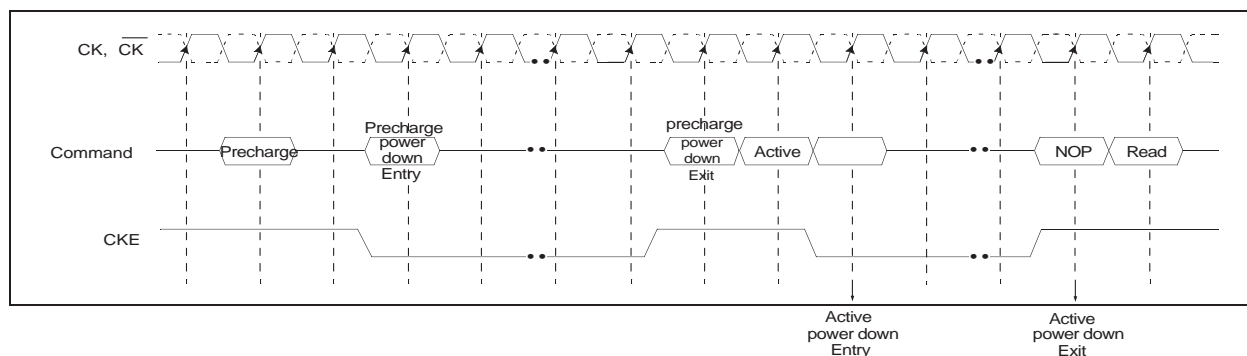 CK, CK
Command
Precharge
Precharge
power
down
Entry
precharge
power
down
Exit
Active
NOP
Read
CKE
Active
power down
Entry
Active
power down
Exit